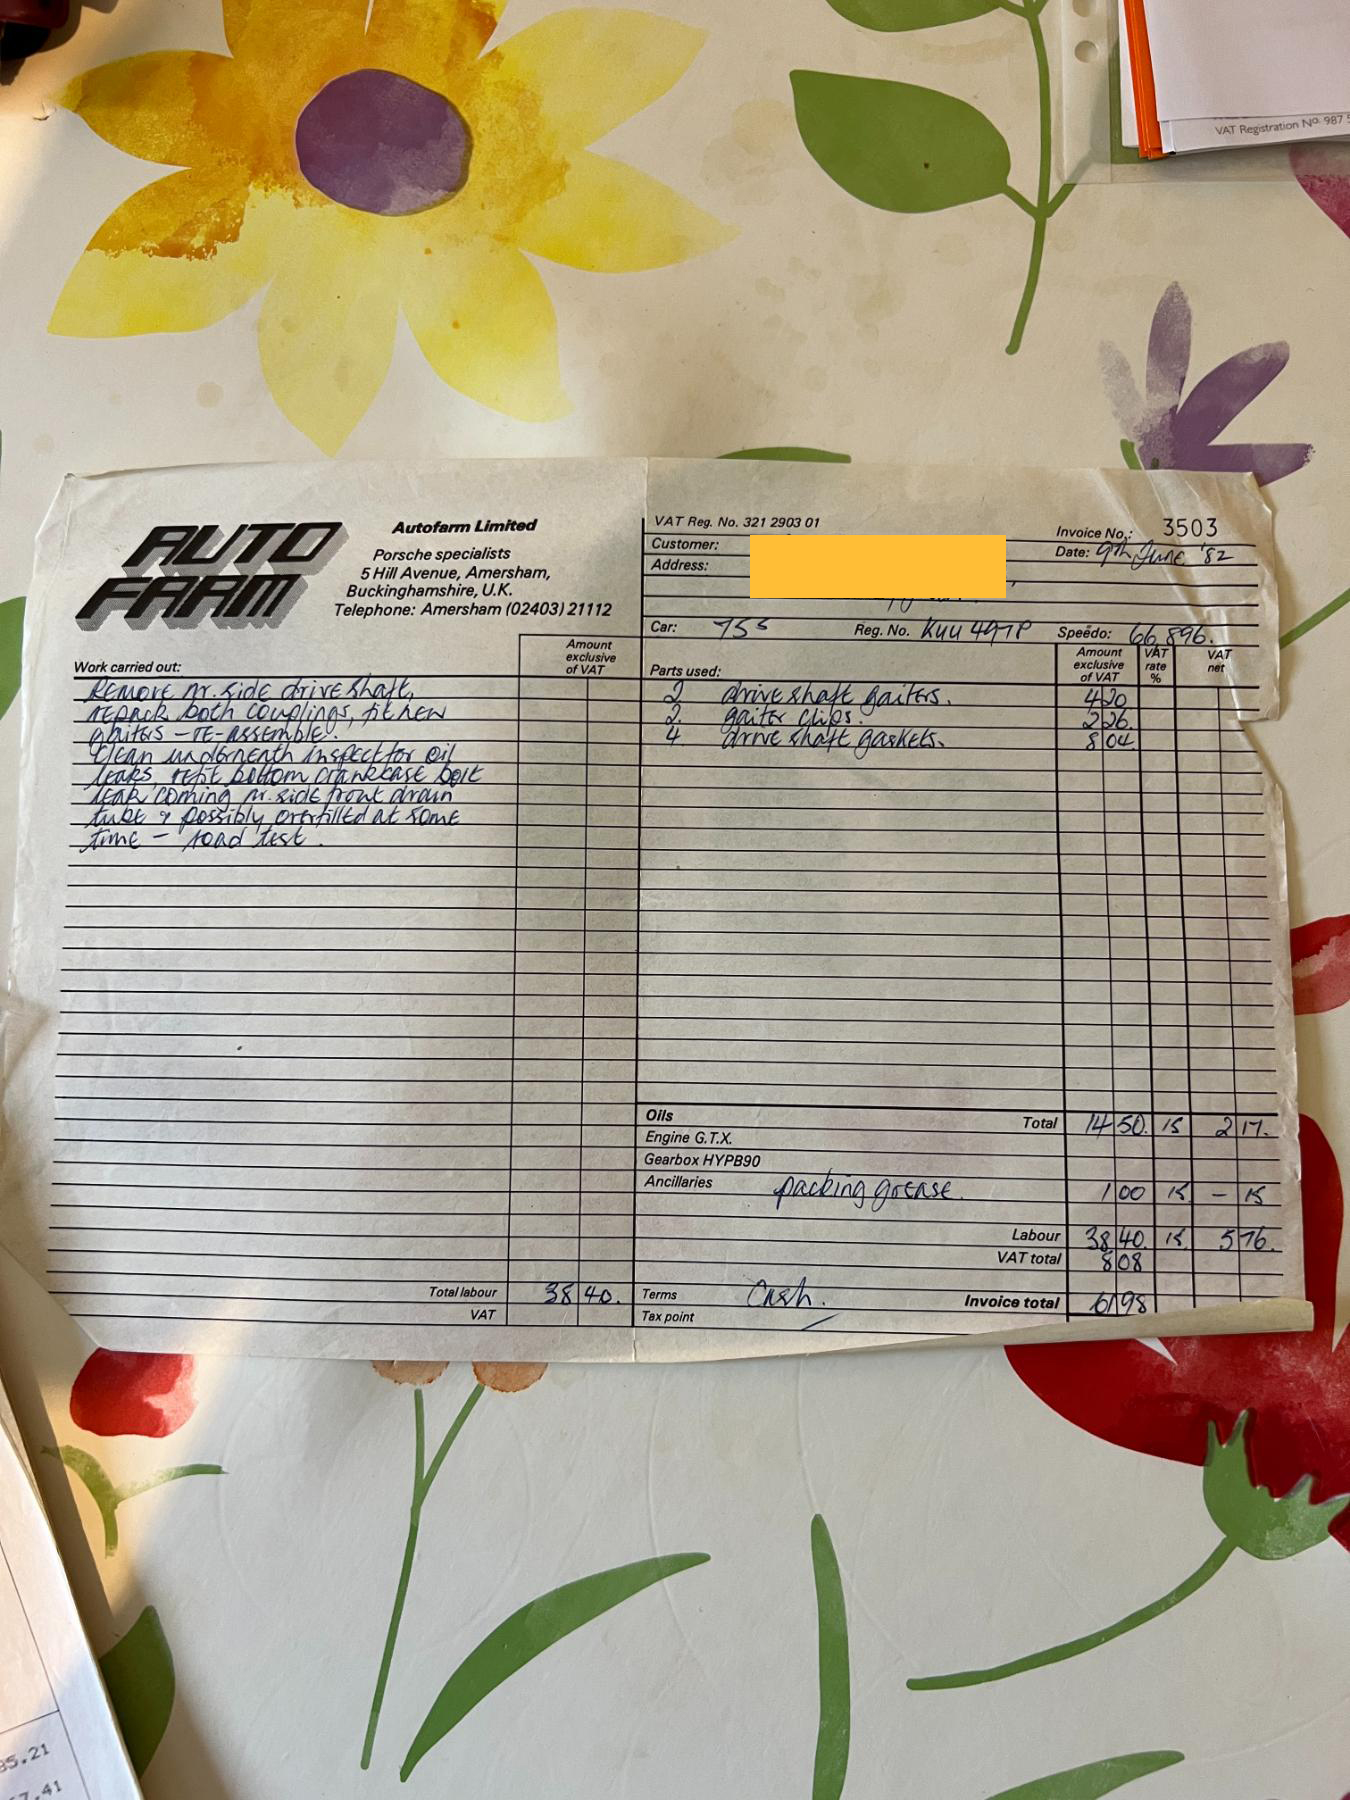 VAT Registration No. 987 5
AUTO
FARM
Autofarm Limited
Porsche specialists
5 Hill Avenue, Amersham,
Buckinghamshire, U.K.
Telephone: Amersham (02403) 21112
VAT Reg. No. 321 2903 01
Invoice No.: 3503
Customer:
Date: 9th June '82
Address:
Car: 75S Reg. No. KUU 497P Speedo: 66,896.
Work carried out: Amount exclusive of VAT
Remove nr. side drive shaft,
repack both couplings, fit new
gaiters - re-assemble.
Clean underneath inspect for oil
leaks, refit bottom crankcase bolt
leak coming nr. side front drain
tube & possibly overfilled at some
time - road test.
Total labour 38 40.
VAT
Parts used: Amount exclusive of VAT VAT rate % VAT net
2 drive shaft gaiters. 4 20
2. gaiter clips. 2 26.
4 drive shaft gaskets. 8 04
Oils Total 14 50. 15 2 17.
Engine G.T.X.
Gearbox HYPB90
Ancillaries packing grease. 1 00 15 - 15
Labour 38 40. 15. 5 76.
VAT total 8 08
Terms Cash. Invoice total 61 98
Tax point
35.21
7.41